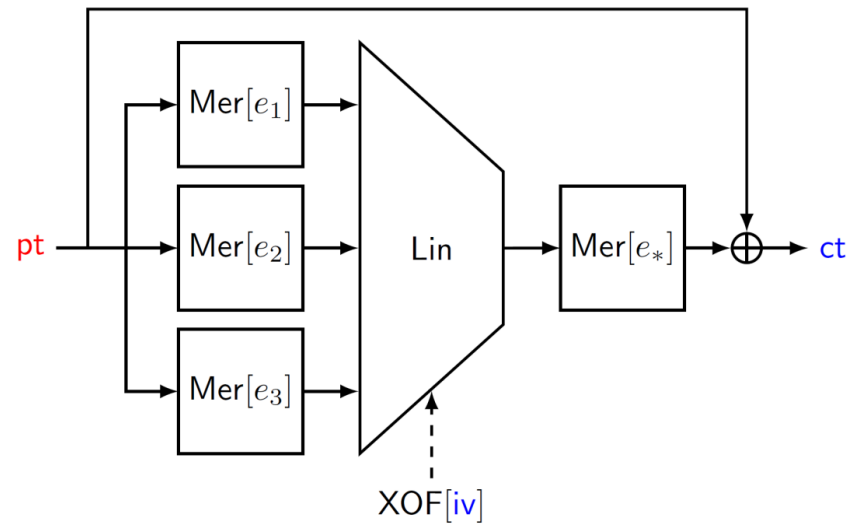 Mer[e₁]
pt
Mer[e₂]
Lin
Mer[e∗]
ct
Mer[e₃]
XOF[iv]